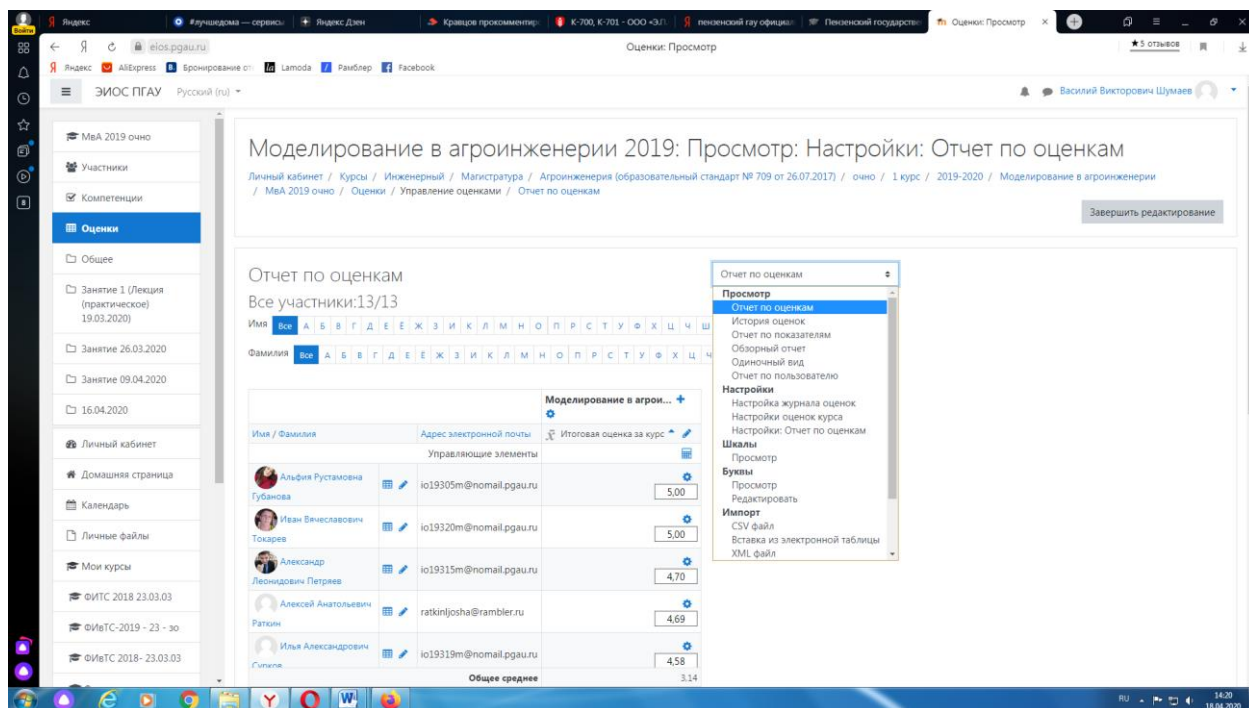 Войти
Яндекс
#лучшедома — сервисы
Яндекс.Дзен
Кравцов прокомментир
К-700, К-701 - ООО «ЗЛ
пензенский гау официал
Пензенский государстве
Оценки: Просмотр
eios.pgau.ru
Оценки: Просмотр
★5 отзывов
Яндекс
AliExpress
Бронирование от
Lamoda
Рамблер
Facebook
88
ЭИОС ПГАУ
Русский (ru)
Василий Викторович Шумаев
МвА 2019 очно
Участники
Компетенции
Оценки
Общее
Занятие 1 (Лекция
(практическое)
19.03.2020)
Занятие 26.03.2020
Занятие 09.04.2020
16.04.2020
Личный кабинет
Домашняя страница
Календарь
Личные файлы
Мои курсы
ФИТС 2018 23.03.03
ФИвТС-2019 - 23 - зо
ФИвТС 2018- 23.03.03
Моделирование в агроинженерии 2019: Просмотр: Настройки: Отчет по оценкам
Личный кабинет / Курсы / Инженерный / Магистратура / Агроинженерия (образовательный стандарт № 709 от 26.07.2017) / очно / 1 курс / 2019-2020 / Моделирование в агроинженерии
/ МвА 2019 очно / Оценки / Управление оценками / Отчет по оценкам
Завершить редактирование
Отчет по оценкам
Все участники:13/13
Имя Все А Б В Г Д Е Ё Ж З И К Л М Н О П Р С Т У Ф Х Ц Ч Ш
Фамилия Все А Б В Г Д Е Ё Ж З И К Л М Н О П Р С Т У Ф Х Ц Ч
Моделирование в агрои...
Имя / Фамилия
Адрес электронной почты
x̄ Итоговая оценка за курс
Управляющие элементы
Альфия Рустамовна
Губанова
io19305m@nomail.pgau.ru
5,00
Иван Вячеславович
Токарев
io19320m@nomail.pgau.ru
5,00
Александр
Леонидович Петряев
io19315m@nomail.pgau.ru
4,70
Алексей Анатольевич
Раткин
ratkinljosha@rambler.ru
4,69
Илья Александрович
Сурков
io19319m@nomail.pgau.ru
4,58
Общее среднее
3.14
Отчет по оценкам
Просмотр
Отчет по оценкам
История оценок
Отчет по показателям
Обзорный отчет
Одиночный вид
Отчет по пользователю
Настройки
Настройка журнала оценок
Настройки оценок курса
Настройки: Отчет по оценкам
Шкалы
Просмотр
Буквы
Просмотр
Редактировать
Импорт
CSV файл
Вставка из электронной таблицы
XML файл
RU
14:20
18.04.2020